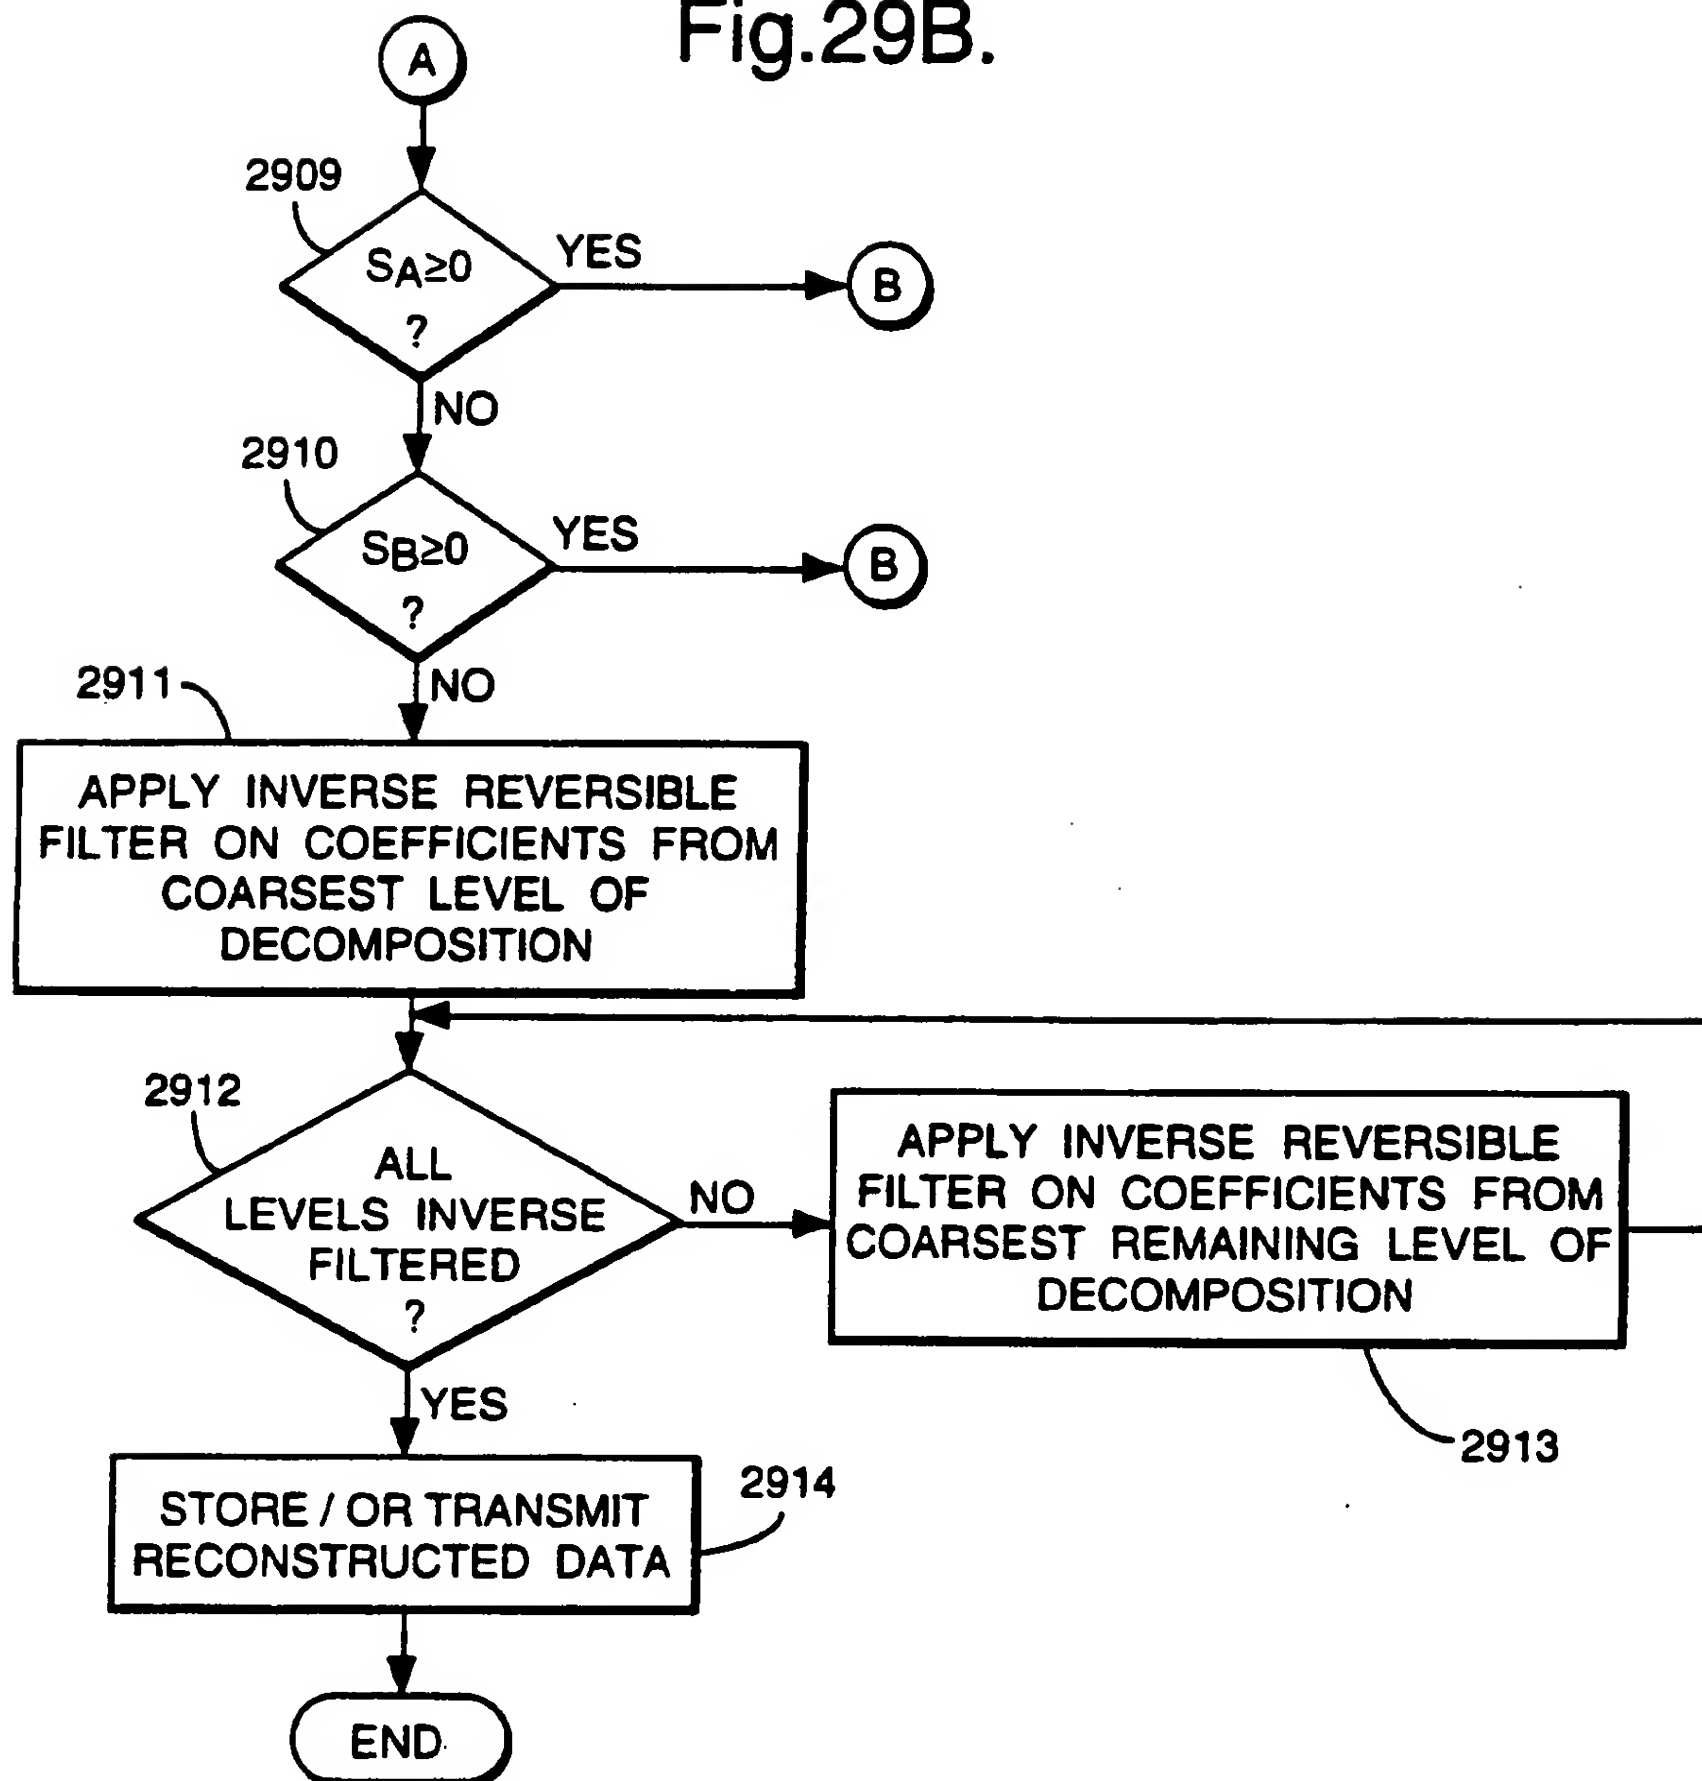 Fig.29B.
A
2909
SA≥0
?
YES
B
NO
2910
SB≥0
?
YES
B
NO
2911
APPLY INVERSE REVERSIBLE
FILTER ON COEFFICIENTS FROM
COARSEST LEVEL OF
DECOMPOSITION
2912
ALL
LEVELS INVERSE
FILTERED
?
NO
APPLY INVERSE REVERSIBLE
FILTER ON COEFFICIENTS FROM
COARSEST REMAINING LEVEL OF
DECOMPOSITION
2913
YES
STORE / OR TRANSMIT
RECONSTRUCTED DATA
2914
END